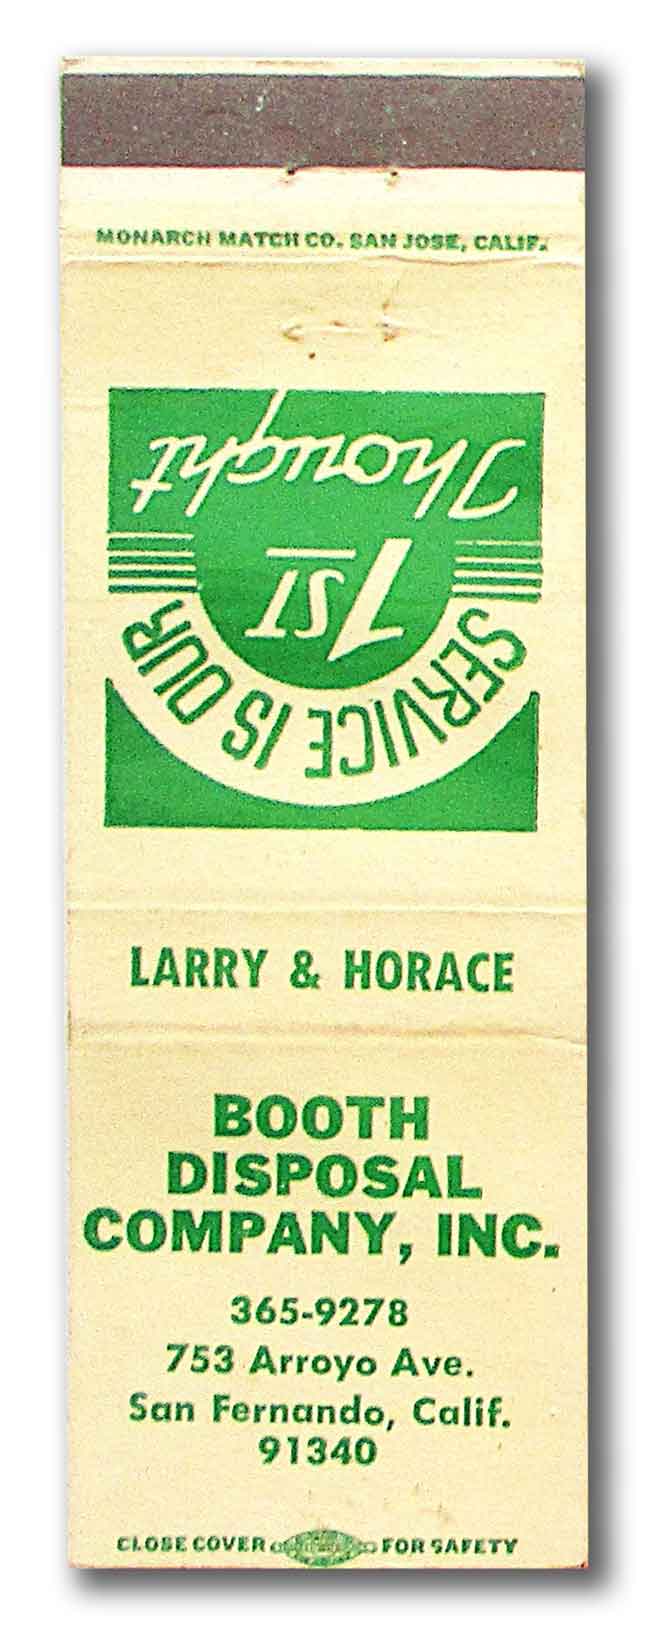 MONARCH MATCH CO. SAN JOSE, CALIF.
SERVICE IS OUR
1ST
Thought
LARRY & HORACE
BOOTH
DISPOSAL
COMPANY, INC.
365-9278
753 Arroyo Ave.
San Fernando, Calif.
91340
CLOSE COVER FOR SAFETY